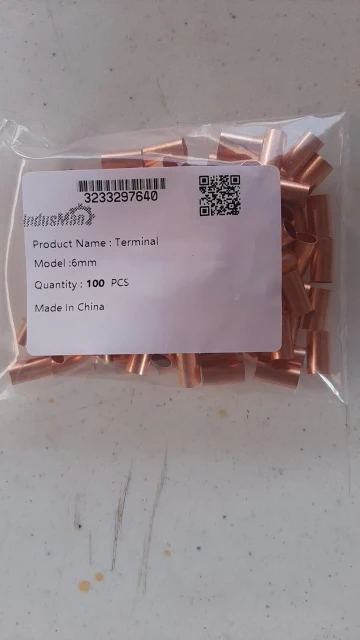 3233297640
IndusMan
Product Name : Terminal
Model :6mm
Quantity : 100 PCS
Made In China